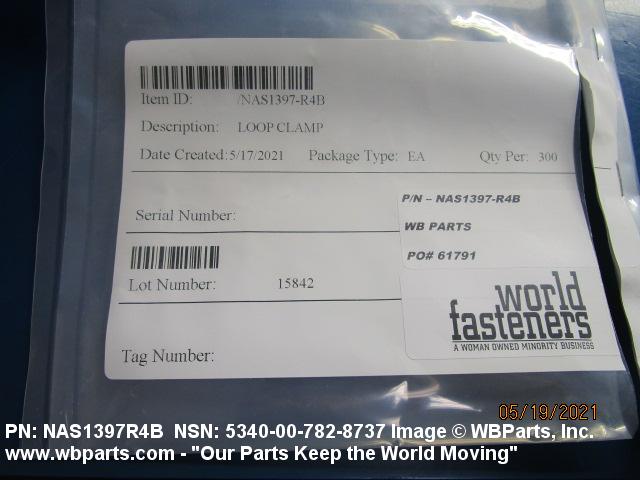 Item ID: /NAS1397-R4B
Description: LOOP CLAMP
Date Created: 5/17/2021 Package Type: EA Qty Per: 300
Serial Number:
P/N – NAS1397-R4B
WB PARTS
PO# 61791
Lot Number: 15842
world
fasteners
A WOMAN OWNED MINORITY BUSINESS
Tag Number:
05/19/2021
PN: NAS1397R4B NSN: 5340-00-782-8737 Image © WBParts, Inc.
www.wbparts.com - "Our Parts Keep the World Moving"